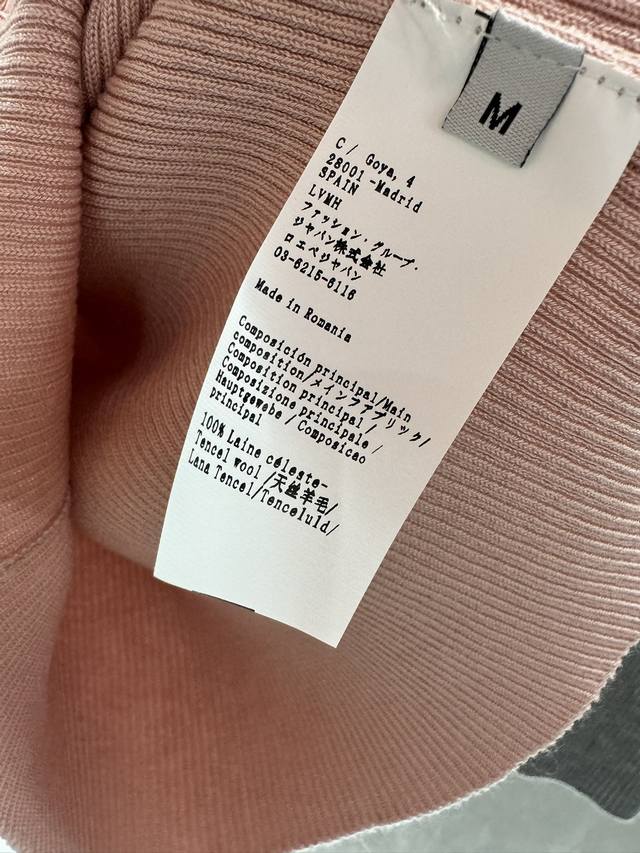 M
C/ Goya, 4
28001 -Madrid
SPAIN
LVMH
ファッション. グループ.
ジャパン株式会社
ロエベジャパン
03-6215-6116
Made in Romania
Composición principal/Main
composition/メインファブリック/
Composition principal /
Composizione principale /
Hauptgewebe / Composicao
principal
100% Laine céleste-
Tencel wool /天丝羊毛/
Lana Tencel/Tenceluld/